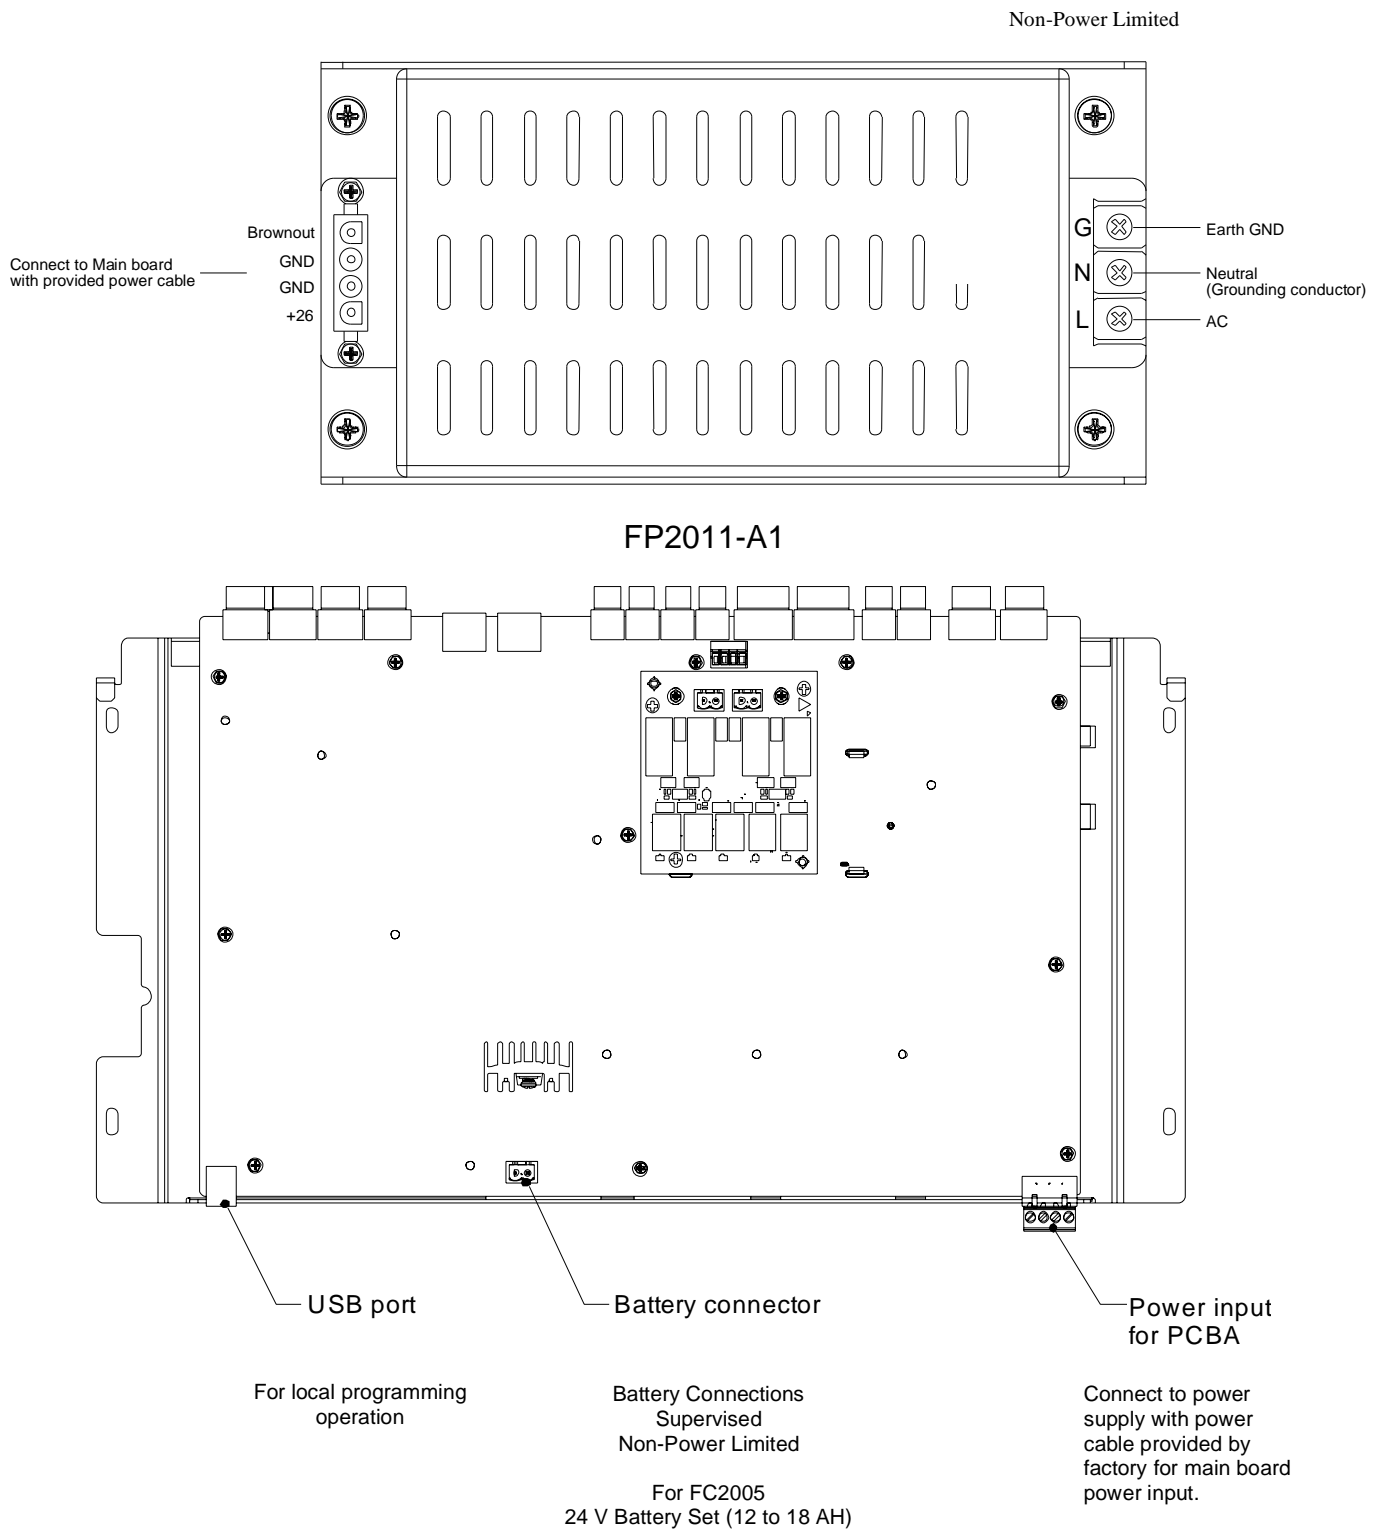 Non-Power Limited
Brownout
GND
GND
+26
Connect to Main board
with provided power cable
G
N
L
Earth GND
Neutral
(Grounding conductor)
AC
FP2011-A1
USB port
For local programming
operation
Battery connector
Battery Connections
Supervised
Non-Power Limited
For FC2005
24 V Battery Set (12 to 18 AH)
Power input
for PCBA
Connect to power
supply with power
cable provided by
factory for main board
power input.